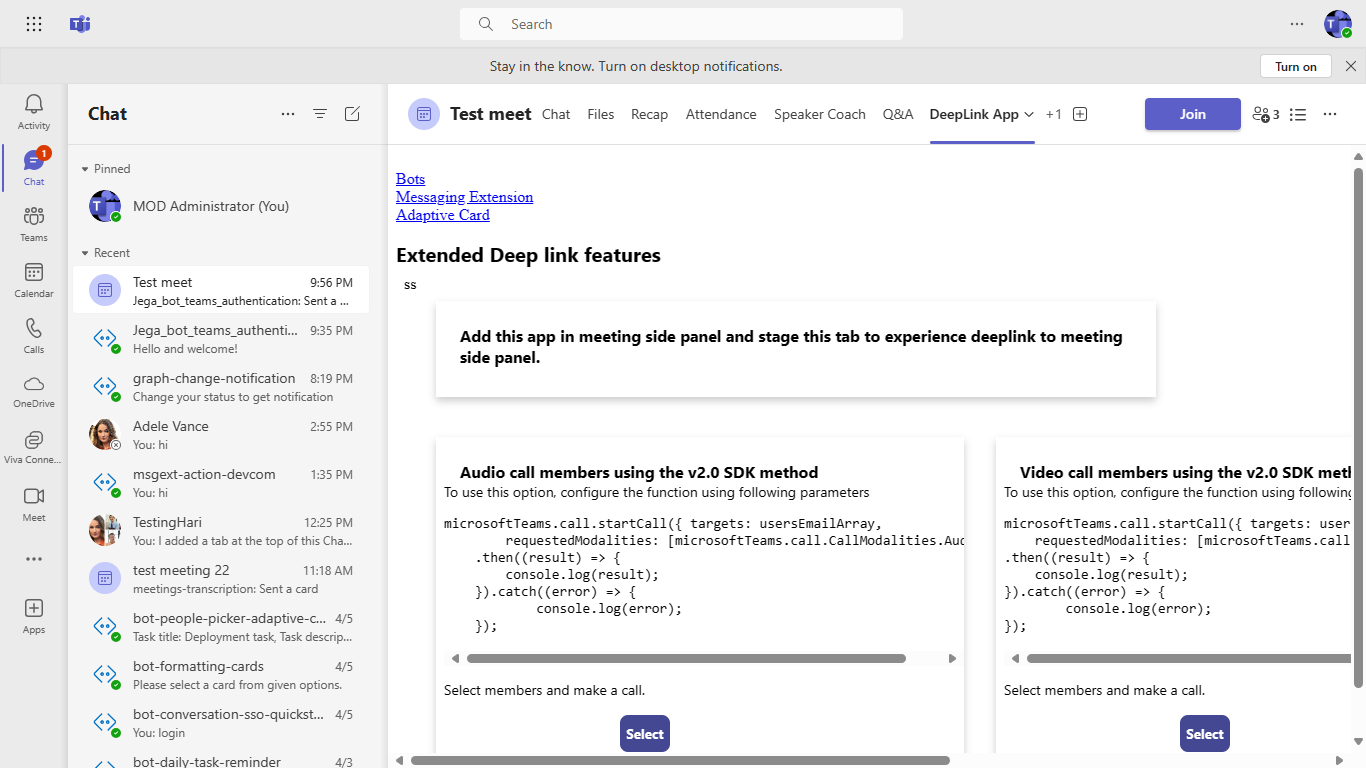 Search
Stay in the know. Turn on desktop notifications.
Turn on
Activity
1
Chat
Teams
Calendar
Calls
OneDrive
Viva Conne...
Meet
Apps
Chat
Pinned
MOD Administrator (You)
Recent
Test meet 9:56 PM
Jega_bot_teams_authentication: Sent a ...
Jega_bot_teams_authenti... 9:35 PM
Hello and welcome!
graph-change-notification 8:19 PM
Change your status to get notification
Adele Vance 2:55 PM
You: hi
msgext-action-devcom 1:35 PM
You: hi
TestingHari 12:25 PM
You: I added a tab at the top of this Cha...
test meeting 22 11:18 AM
meetings-transcription: Sent a card
bot-people-picker-adaptive-c... 4/5
Task title: Deployment task, Task descrip...
bot-formatting-cards 4/5
Please select a card from given options.
bot-conversation-sso-quickst... 4/5
You: login
bot-daily-task-reminder 4/3
Test meet Chat Files Recap Attendance Speaker Coach Q&A DeepLink App +1 Join 3
Bots
Messaging Extension
Adaptive Card
Extended Deep link features
ss
Add this app in meeting side panel and stage this tab to experience deeplink to meeting
side panel.
Audio call members using the v2.0 SDK method
To use this option, configure the function using following parameters
microsoftTeams.call.startCall({ targets: usersEmailArray,
requestedModalities: [microsoftTeams.call.CallModalities.Aud
.then((result) => {
console.log(result);
}).catch((error) => {
console.log(error);
});
Select members and make a call.
Select
Video call members using the v2.0 SDK meth
To use this option, configure the function using following
microsoftTeams.call.startCall({ targets: user
requestedModalities: [microsoftTeams.call
.then((result) => {
console.log(result);
}).catch((error) => {
console.log(error);
});
Select members and make a call.
Select